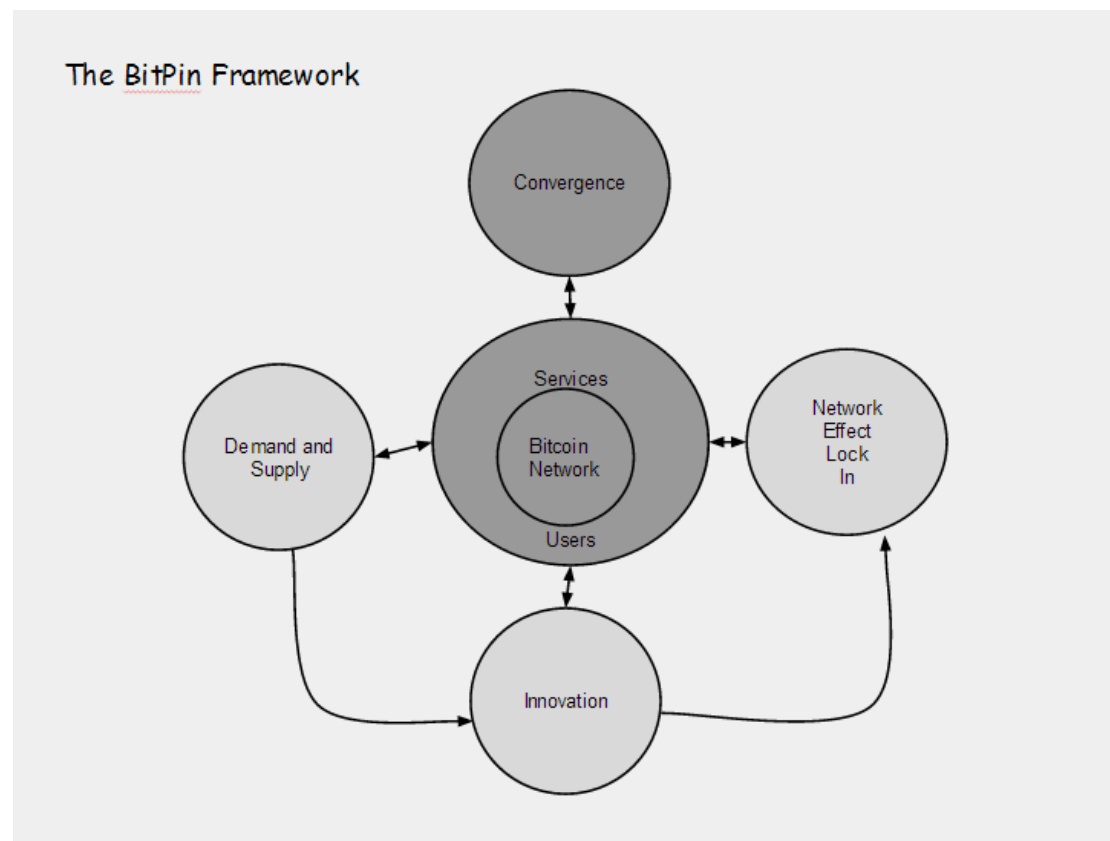 The BitPin Framework
Convergence
Services
Bitcoin
Network
Users
Demand and
Supply
Network
Effect
Lock
In
Innovation